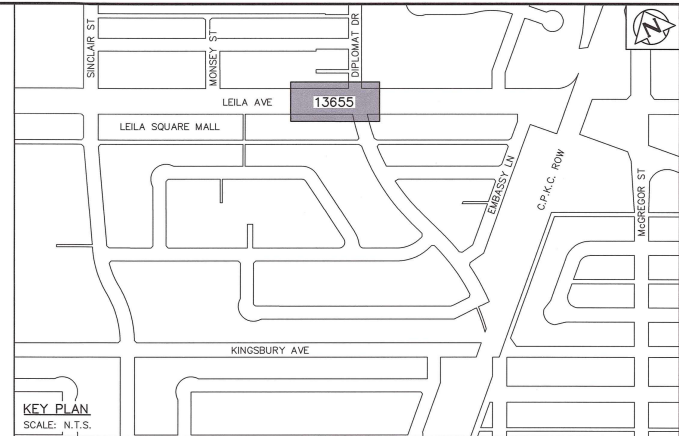 SINCLAIR ST
MONSEY ST
DIPLOMAT DR
N
LEILA AVE
13655
LEILA SQUARE MALL
EMBASSY LN
C.P.K.C. ROW
McGREGOR ST
KINGSBURY AVE
KEY PLAN
SCALE: N.T.S.